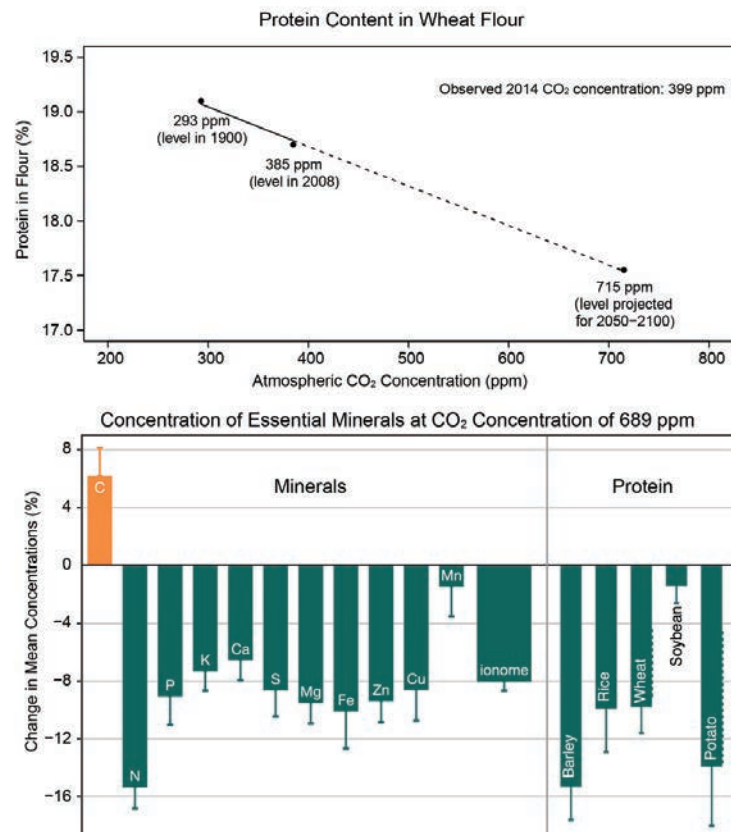 Protein Content in Wheat Flour
19.5
Observed 2014 CO₂ concentration: 399 ppm
19.0
293 ppm
(level in 1900)
385 ppm
(level in 2008)
18.5
Protein in Flour (%)
18.0
17.5
715 ppm
(level projected
for 2050−2100)
17.0
200 300 400 500 600 700 800
Atmospheric CO₂ Concentration (ppm)
Concentration of Essential Minerals at CO₂ Concentration of 689 ppm
8
C
Minerals
Protein
4
0
Change in Mean Concentrations (%)
−4
−8
−12
−16
N
P
K
Ca
S
Mg
Fe
Zn
Cu
Mn
ionome
Barley
Rice
Wheat
Soybean
Potato